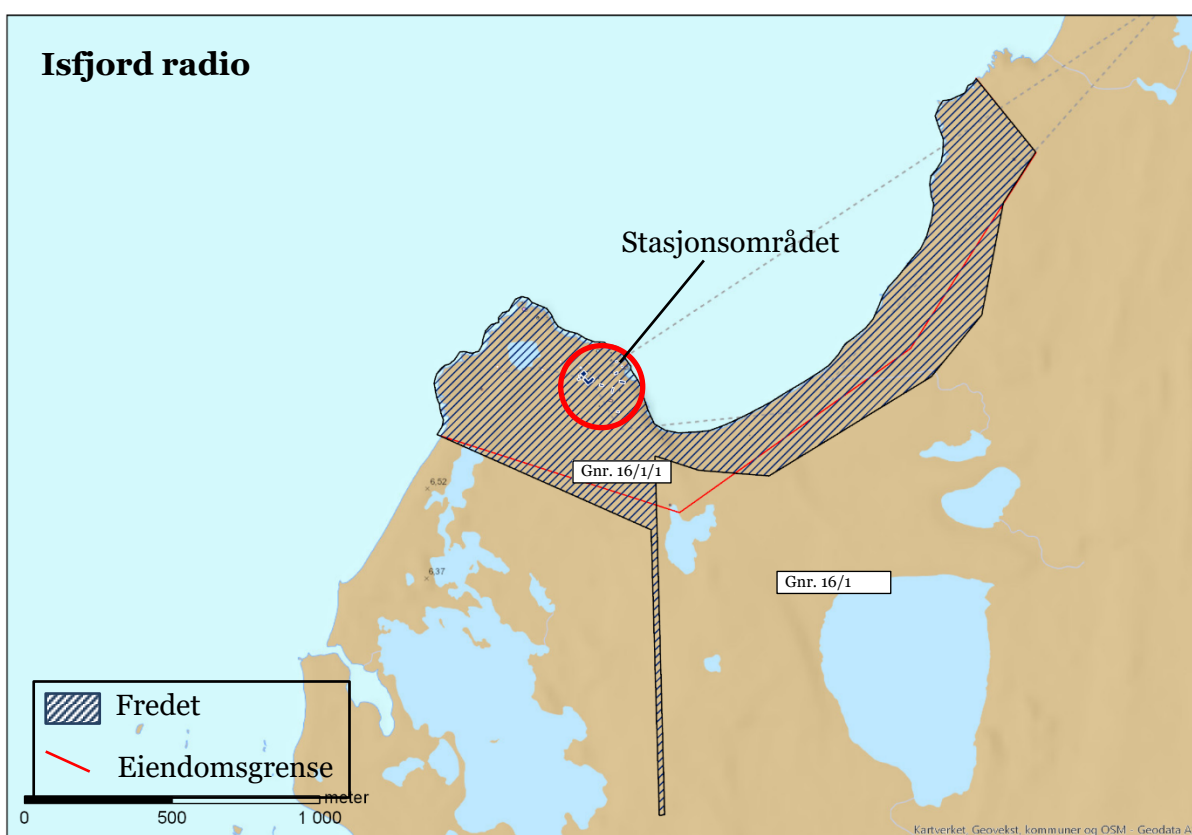 Isfjord radio
Stasjonsområdet
Gnr. 16/1/1
6,52
6,37
Gnr. 16/1
Fredet
Eiendomsgrense
meter
0 500 1 000
Kartverket, Geovekst, kommuner og OSM - Geodata A